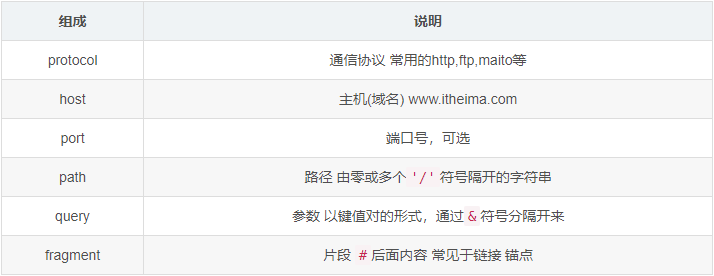 组成 说明
protocol 通信协议 常用的http,ftp,maito等
host 主机(域名) www.itheima.com
port 端口号，可选
path 路径 由零或多个 '/' 符号隔开的字符串
query 参数 以键值对的形式，通过 & 符号分隔开来
fragment 片段 # 后面内容 常见于链接 锚点